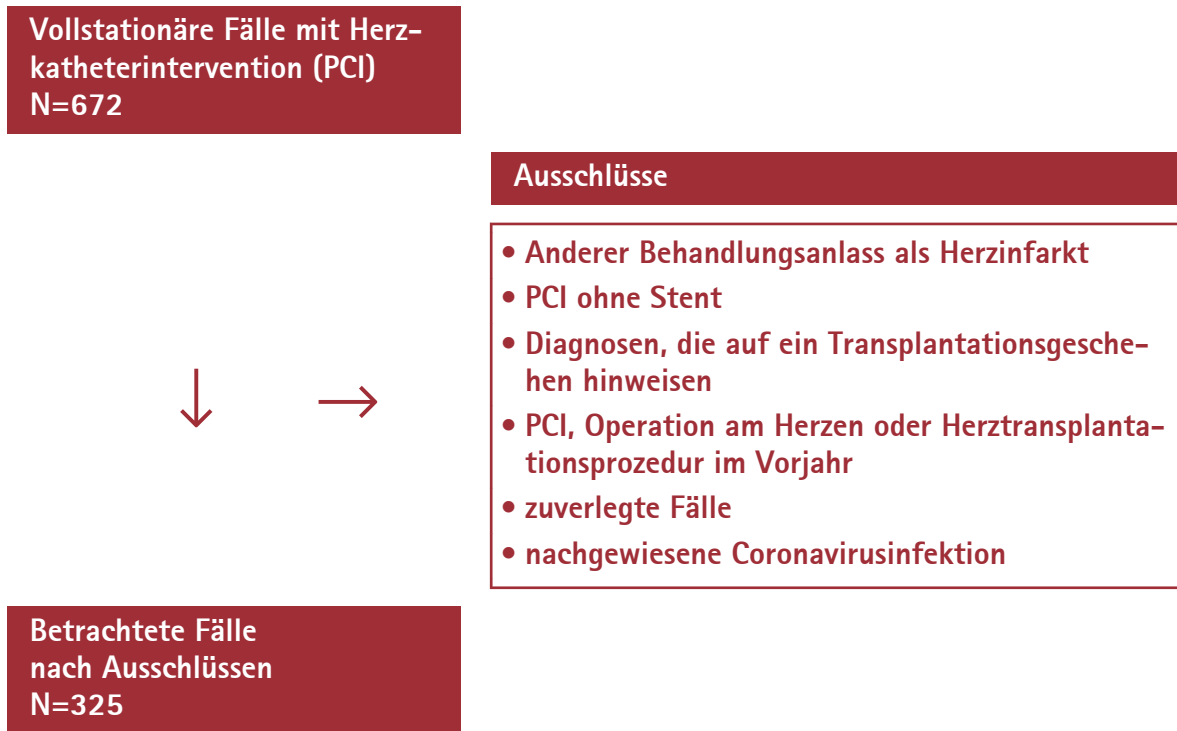 Vollstationäre Fälle mit Herz-
katheterintervention (PCI)
N=672
Ausschlüsse
• Anderer Behandlungsanlass als Herzinfarkt
• PCI ohne Stent
• Diagnosen, die auf ein Transplantationsgesche-
hen hinweisen
• PCI, Operation am Herzen oder Herztransplanta-
tionsprozedur im Vorjahr
• zuverlegte Fälle
• nachgewiesene Coronavirusinfektion
Betrachtete Fälle
nach Ausschlüssen
N=325